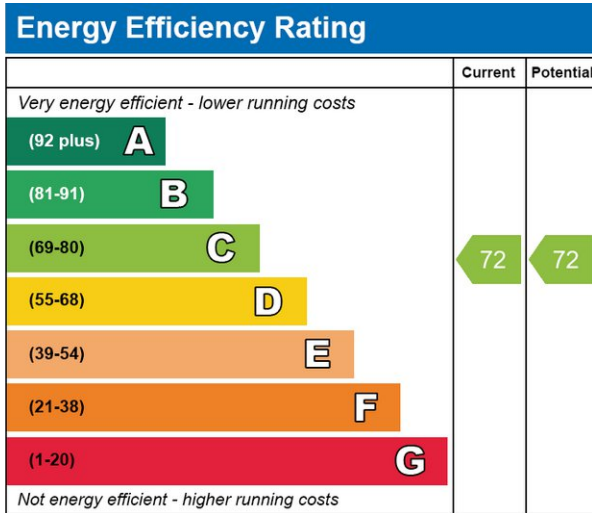 Energy Efficiency Rating
Current Potential
Very energy efficient - lower running costs
(92 plus) A
(81-91) B
(69-80) C 72 72
(55-68) D
(39-54) E
(21-38) F
(1-20) G
Not energy efficient - higher running costs